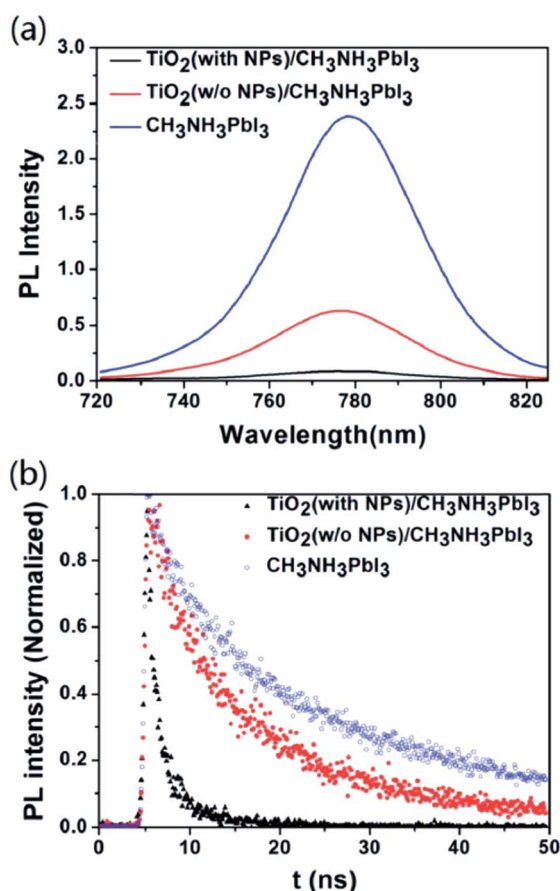 (a)
3.0
2.5
2.0
1.5
1.0
0.5
0.0
PL Intensity
TiO₂(with NPs)/CH₃NH₃PbI₃
TiO₂(w/o NPs)/CH₃NH₃PbI₃
CH₃NH₃PbI₃
720 740 760 780 800 820
Wavelength(nm)
(b)
1.0
0.8
0.6
0.4
0.2
0.0
PL intensity (Normalized)
TiO₂(with NPs)/CH₃NH₃PbI₃
TiO₂(w/o NPs)/CH₃NH₃PbI₃
CH₃NH₃PbI₃
0 10 20 30 40 50
t (ns)